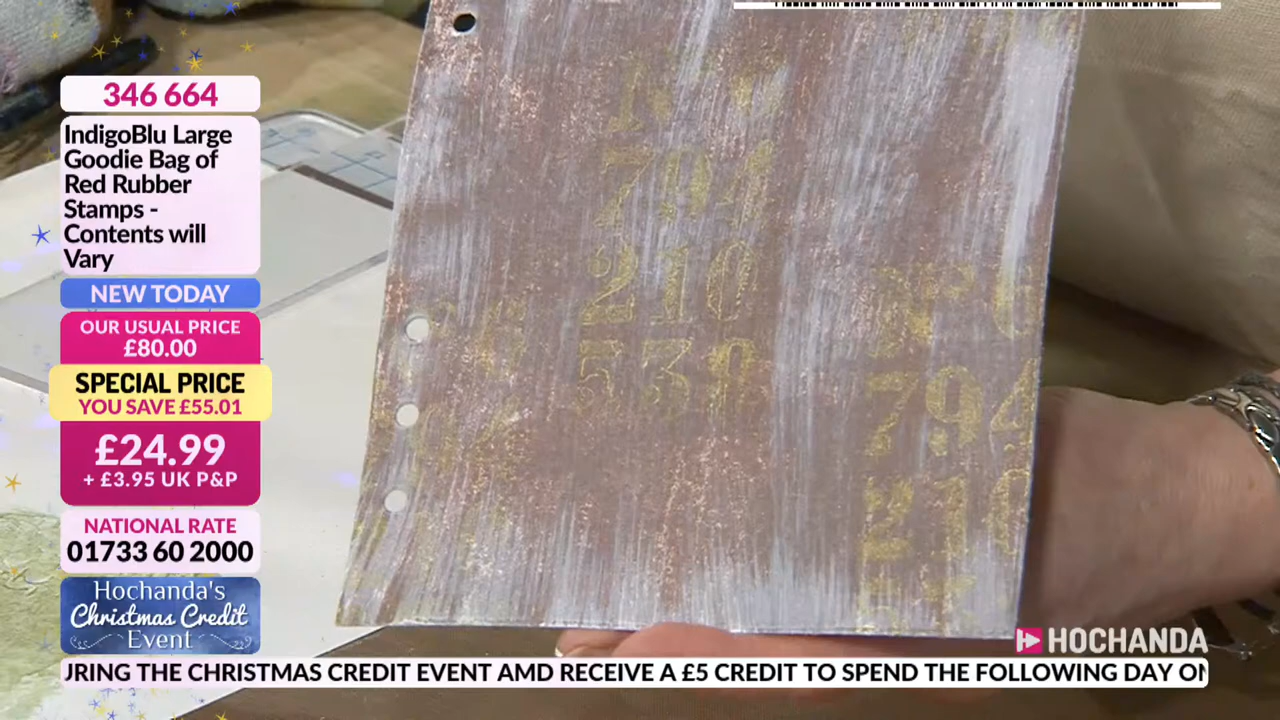 346 664
IndigoBlu Large
Goodie Bag of
Red Rubber
Stamps -
Contents will
Vary
NEW TODAY
OUR USUAL PRICE
£80.00
SPECIAL PRICE
YOU SAVE £55.01
£24.99
+ £3.95 UK P&P
NATIONAL RATE
01733 60 2000
Hochanda's
Christmas Credit
Event
794
210
53
794
210
HOCHANDA
URING THE CHRISTMAS CREDIT EVENT AMD RECEIVE A £5 CREDIT TO SPEND THE FOLLOWING DAY ON